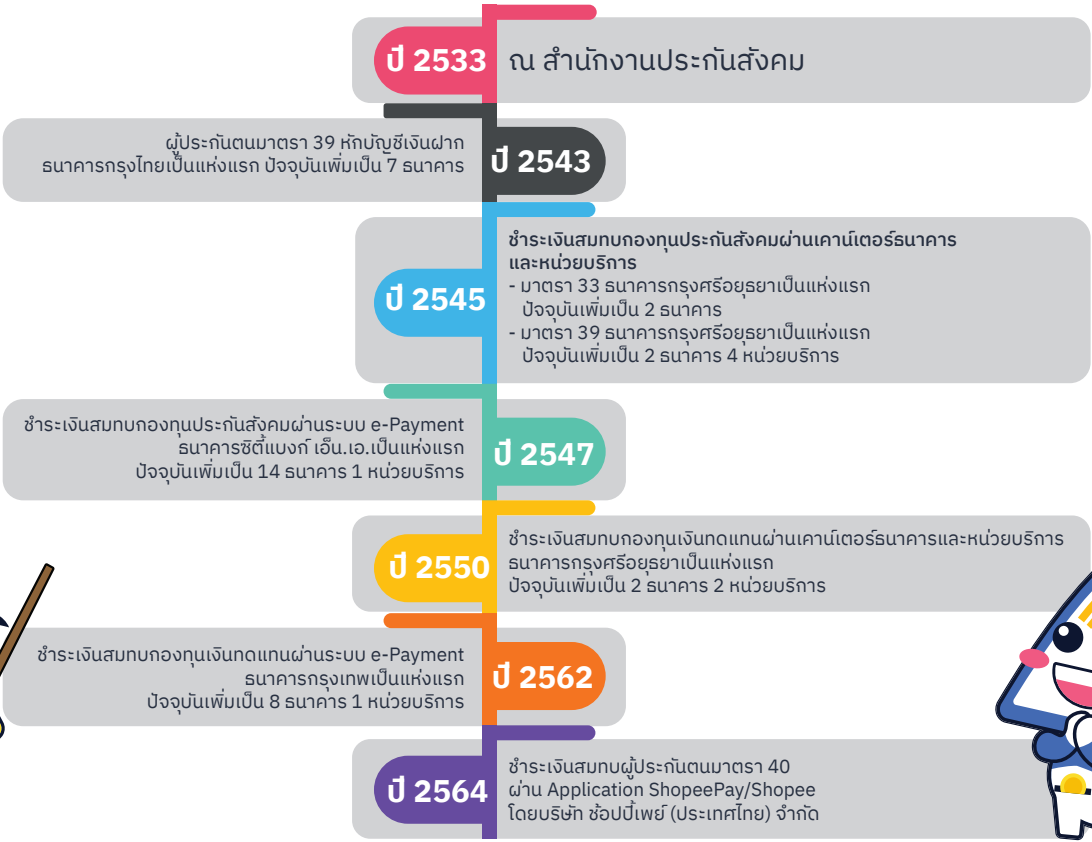 ปี 2533
ณ สำนักงานประกันสังคม
ผู้ประกันตนมาตรา 39 หักบัญชีเงินฝาก
ธนาคารกรุงไทยเป็นแห่งแรก ปัจจุบันเพิ่มเป็น 7 ธนาคาร
ปี 2543
ปี 2545
ชำระเงินสมทบกองทุนประกันสังคมผ่านเคาน์เตอร์ธนาคาร
และหน่วยบริการ
- มาตรา 33 ธนาคารกรุงศรีอยุธยาเป็นแห่งแรก
ปัจจุบันเพิ่มเป็น 2 ธนาคาร
- มาตรา 39 ธนาคารกรุงศรีอยุธยาเป็นแห่งแรก
ปัจจุบันเพิ่มเป็น 2 ธนาคาร 4 หน่วยบริการ
ชำระเงินสมทบกองทุนประกันสังคมผ่านระบบ e-Payment
ธนาคารซิตี้แบงก์ เอ็น.เอ.เป็นแห่งแรก
ปัจจุบันเพิ่มเป็น 14 ธนาคาร 1 หน่วยบริการ
ปี 2547
ปี 2550
ชำระเงินสมทบกองทุนเงินทดแทนผ่านเคาน์เตอร์ธนาคารและหน่วยบริการ
ธนาคารกรุงศรีอยุธยาเป็นแห่งแรก
ปัจจุบันเพิ่มเป็น 2 ธนาคาร 2 หน่วยบริการ
ชำระเงินสมทบกองทุนเงินทดแทนผ่านระบบ e-Payment
ธนาคารกรุงเทพเป็นแห่งแรก
ปัจจุบันเพิ่มเป็น 8 ธนาคาร 1 หน่วยบริการ
ปี 2562
ปี 2564
ชำระเงินสมทบผู้ประกันตนมาตรา 40
ผ่าน Application ShopeePay/Shopee
โดยบริษัท ช้อปปี้เพย์ (ประเทศไทย) จำกัด